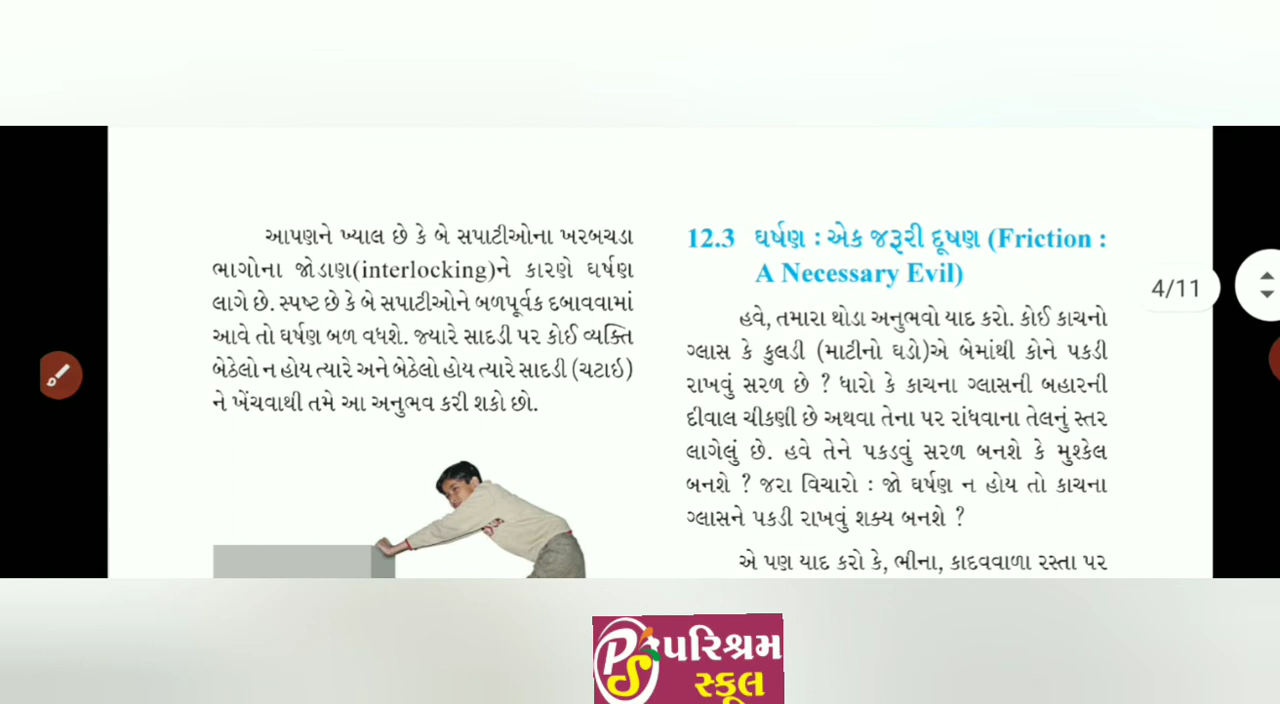 આપણને ખ્યાલ છે કે બે સપાટીઓના ખરબચડા
ભાગોના જોડાણ(interlocking)ને કારણે ઘર્ષણ
લાગે છે. સ્પષ્ટ છે કે બે સપાટીઓને બળપૂર્વક દબાવવામાં
આવે તો ઘર્ષણ બળ વધશે. જ્યારે સાદડી પર કોઈ વ્યક્તિ
બેઠેલો ન હોય ત્યારે અને બેઠેલો હોય ત્યારે સાદડી (ચટાઇ)
ને ખેંચવાથી તમે આ અનુભવ કરી શકો છો.
12.3 ઘર્ષણ : એક જરૂરી દૂષણ (Friction :
A Necessary Evil)
હવે, તમારા થોડા અનુભવો યાદ કરો. કોઈ કાચનો
ગ્લાસ કે કુલડી (માટીનો ઘડો)એ બેમાંથી કોને પકડી
રાખવું સરળ છે ? ધારો કે કાચના ગ્લાસની બહારની
દીવાલ ચીકણી છે અથવા તેના પર રાંધવાના તેલનું સ્તર
લાગેલું છે. હવે તેને પકડવું સરળ બનશે કે મુશ્કેલ
બનશે ? જરા વિચારો : જો ઘર્ષણ ન હોય તો કાચના
ગ્લાસને પકડી રાખવું શક્ય બનશે ?
એ પણ યાદ કરો કે, ભીના, કાદવવાળા રસ્તા પર
4/11
PS પરિશ્રમ
સ્કૂલ